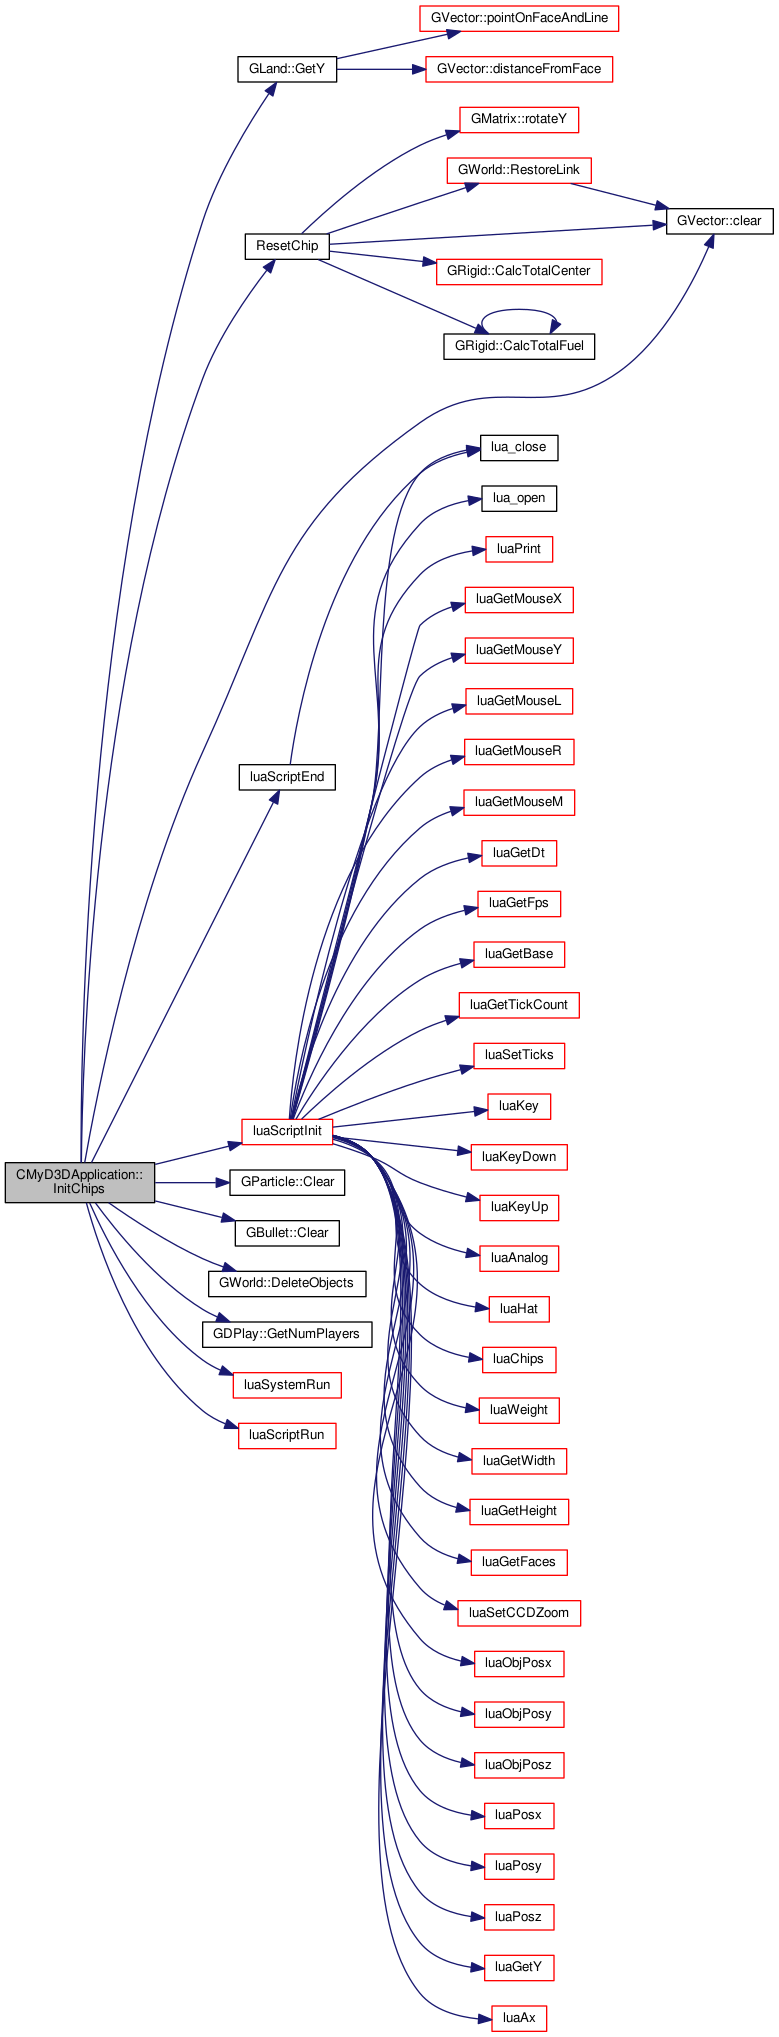 GVector::pointOnFaceAndLine
GLand::GetY
GVector::distanceFromFace
GMatrix::rotateY
GWorld::RestoreLink
GVector::clear
ResetChip
GRigid::CalcTotalCenter
GRigid::CalcTotalFuel
lua_close
lua_open
luaPrint
luaGetMouseX
luaGetMouseY
luaGetMouseL
luaGetMouseR
luaScriptEnd
luaGetMouseM
luaGetDt
luaGetFps
luaGetBase
luaGetTickCount
luaSetTicks
luaKey
luaScriptInit
luaKeyDown
CMyD3DApplication::
InitChips
GParticle::Clear
luaKeyUp
GBullet::Clear
luaAnalog
GWorld::DeleteObjects
luaHat
GDPlay::GetNumPlayers
luaChips
luaSystemRun
luaWeight
luaScriptRun
luaGetWidth
luaGetHeight
luaGetFaces
luaSetCCDZoom
luaObjPosx
luaObjPosy
luaObjPosz
luaPosx
luaPosy
luaPosz
luaGetY
luaAx